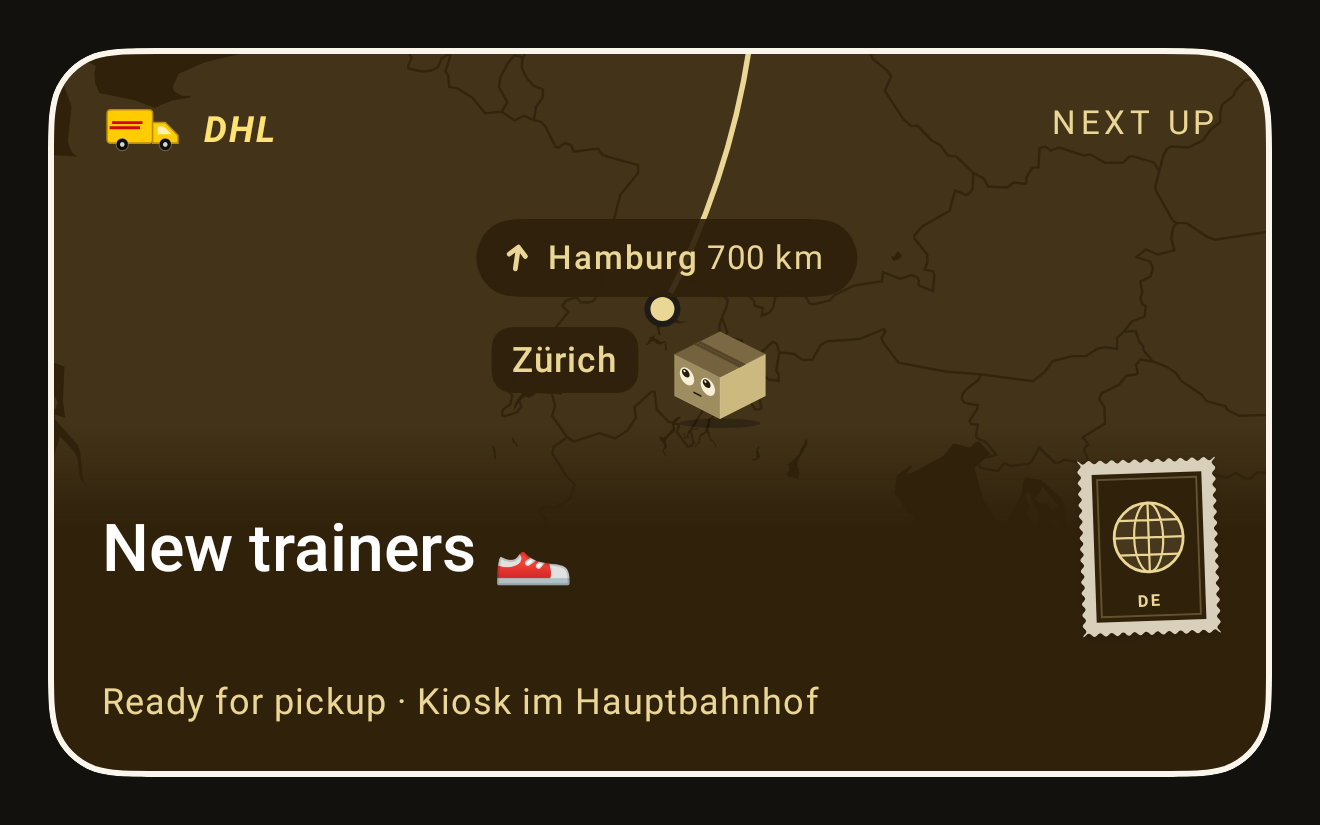 DHL
NEXT UP
Hamburg 700 km
Zürich
New trainers
DE
Ready for pickup · Kiosk im Hauptbahnhof